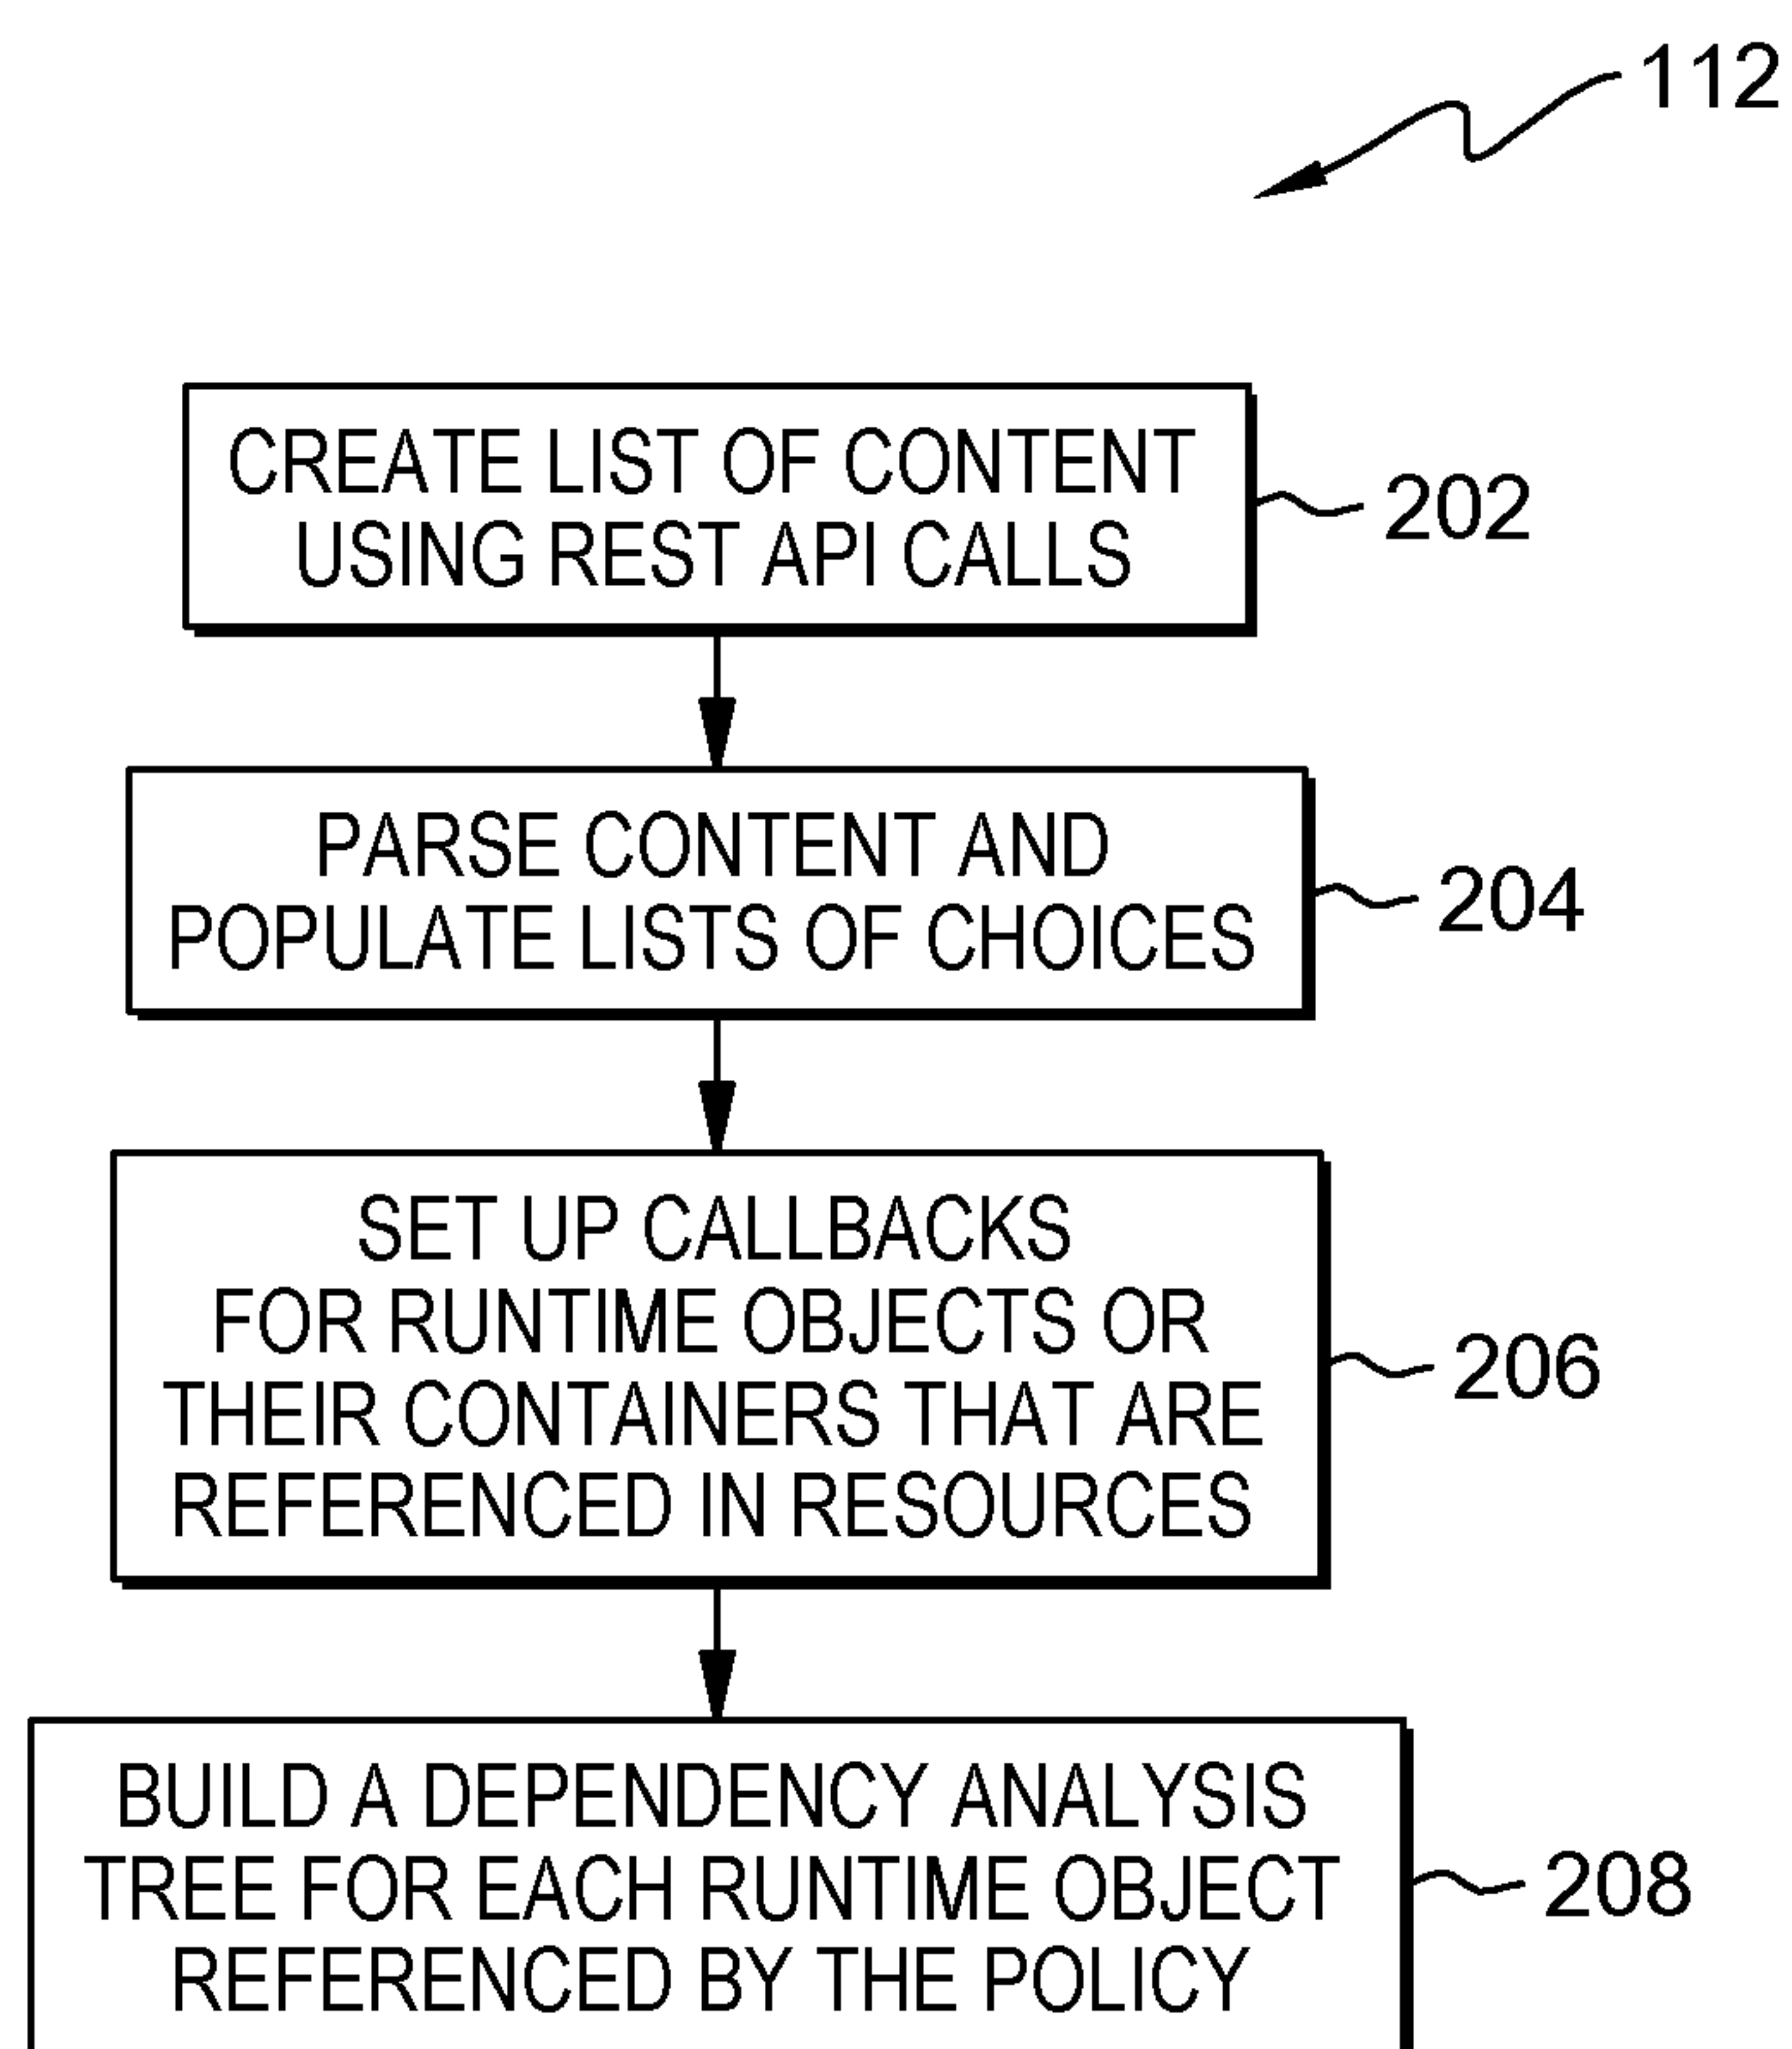 112
CREATE LIST OF CONTENT
USING REST API CALLS
202
PARSE CONTENT AND
POPULATE LISTS OF CHOICES
204
SET UP CALLBACKS
FOR RUNTIME OBJECTS OR
THEIR CONTAINERS THAT ARE
REFERENCED IN RESOURCES
206
BUILD A DEPENDENCY ANALYSIS
TREE FOR EACH RUNTIME OBJECT
REFERENCED BY THE POLICY
208